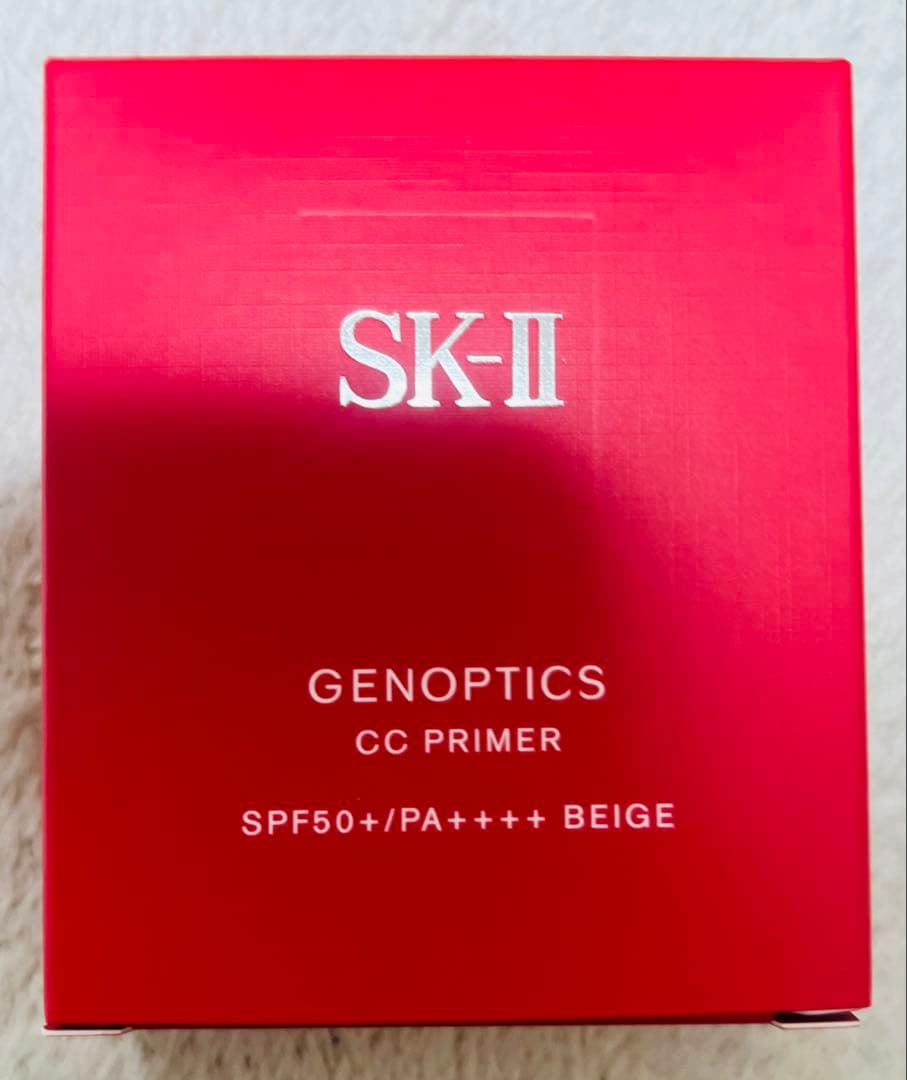 SK-II
GENOPTICS
CC PRIMER
SPF50+/PA++++ BEIGE